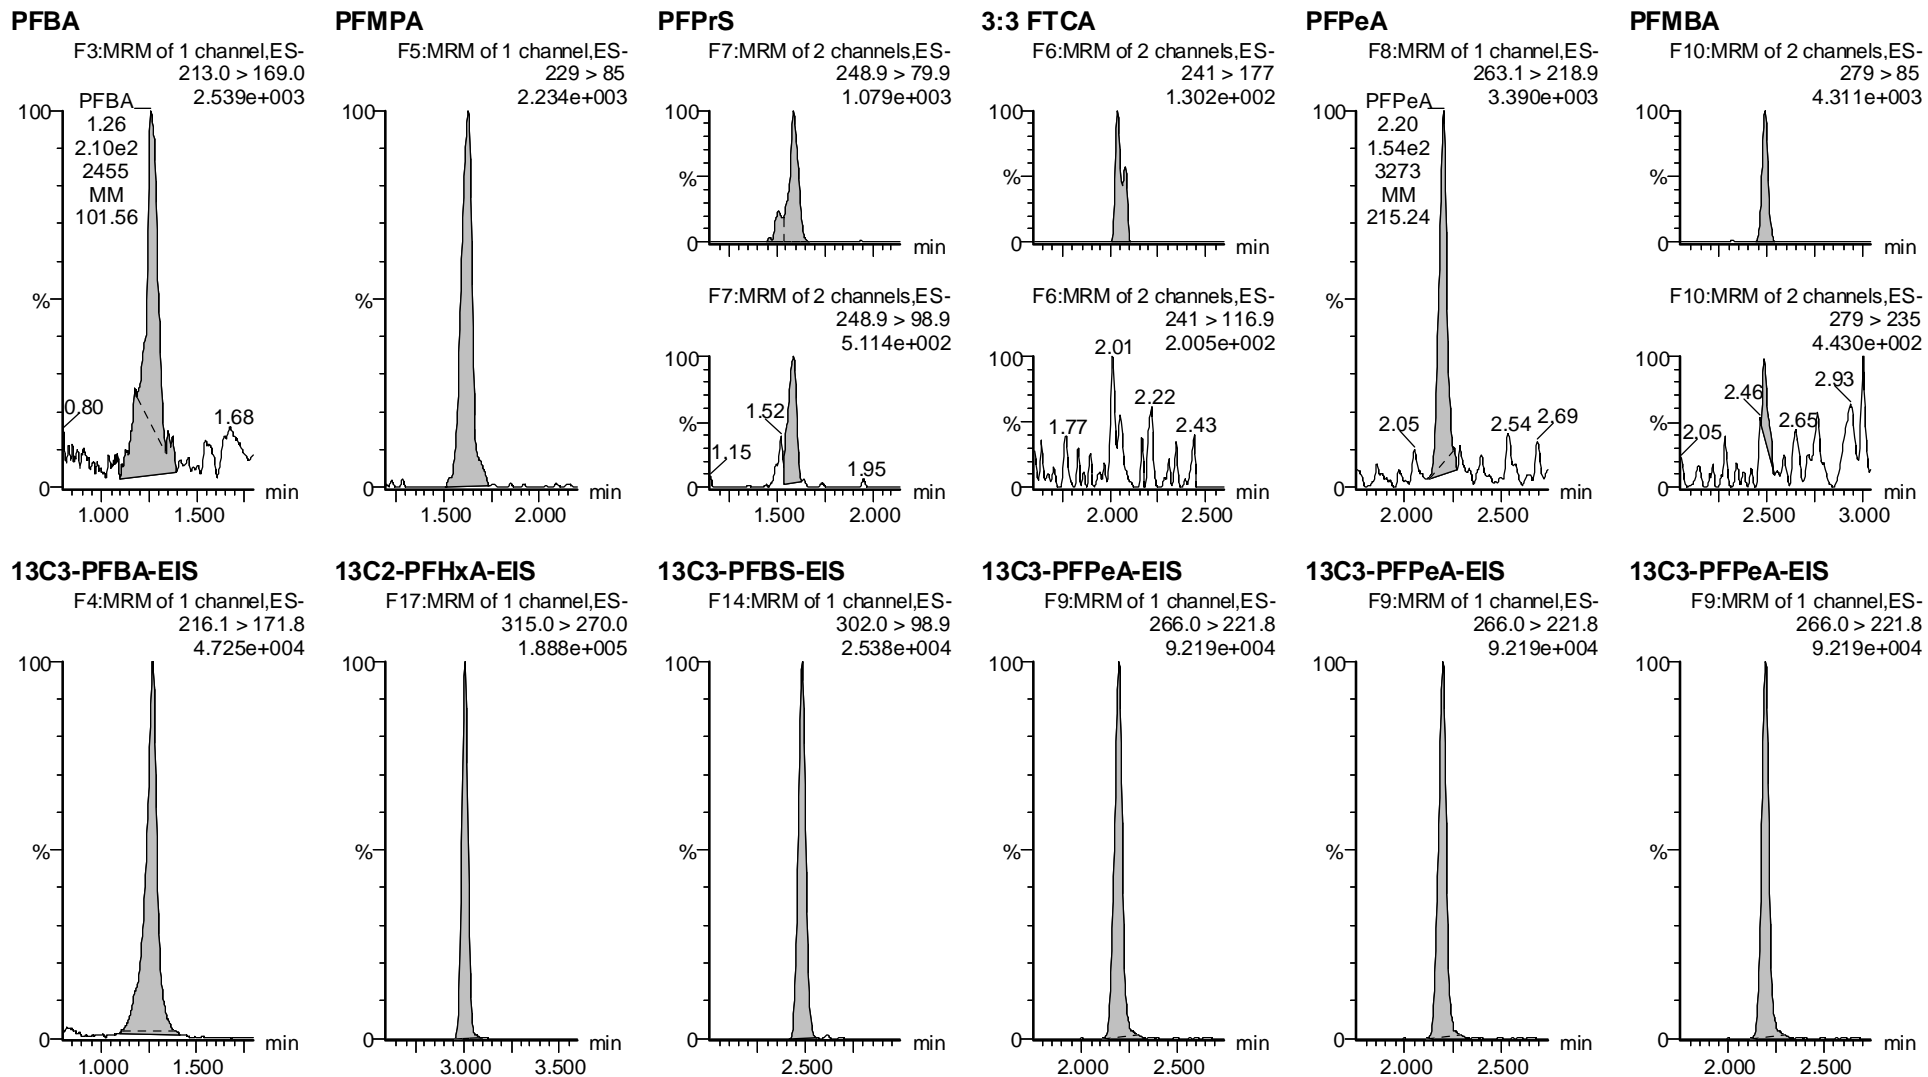 PFBA
F3:MRM of 1 channel,ES-
213.0 > 169.0
2.539e+003
100
PFBA
1.26
2.10e2
2455
MM
101.56
%
0.80
1.68
0
min
1.000
1.500
PFMPA
F5:MRM of 1 channel,ES-
229 > 85
2.234e+003
100
%
0
min
1.500
2.000
PFPrS
F7:MRM of 2 channels,ES-
248.9 > 79.9
1.079e+003
100
%
0
min
F7:MRM of 2 channels,ES-
248.9 > 98.9
5.114e+002
100
%
1.52
1.15
1.95
0
min
1.500
2.000
3:3 FTCA
F6:MRM of 2 channels,ES-
241 > 177
1.302e+002
100
%
0
min
F6:MRM of 2 channels,ES-
241 > 116.9
2.005e+002
100
2.01
2.22
%
1.77
2.43
0
min
2.000
2.500
PFPeA
F8:MRM of 1 channel,ES-
263.1 > 218.9
3.390e+003
100
PFPeA
2.20
1.54e2
3273
MM
215.24
%
2.05
2.54
2.69
0
min
2.000
2.500
PFMBA
F10:MRM of 2 channels,ES-
279 > 85
4.311e+003
100
%
0
min
F10:MRM of 2 channels,ES-
279 > 235
4.430e+002
100
2.46
2.93
%
2.05
2.65
0
min
2.500
3.000
13C3-PFBA-EIS
F4:MRM of 1 channel,ES-
216.1 > 171.8
4.725e+004
100
%
0
min
1.000
1.500
13C2-PFHxA-EIS
F17:MRM of 1 channel,ES-
315.0 > 270.0
1.888e+005
100
%
0
min
3.000
3.500
13C3-PFBS-EIS
F14:MRM of 1 channel,ES-
302.0 > 98.9
2.538e+004
100
%
0
min
2.500
13C3-PFPeA-EIS
F9:MRM of 1 channel,ES-
266.0 > 221.8
9.219e+004
100
%
0
min
2.000
2.500
13C3-PFPeA-EIS
F9:MRM of 1 channel,ES-
266.0 > 221.8
9.219e+004
100
%
0
min
2.000
2.500
13C3-PFPeA-EIS
F9:MRM of 1 channel,ES-
266.0 > 221.8
9.219e+004
100
%
0
min
2.000
2.500